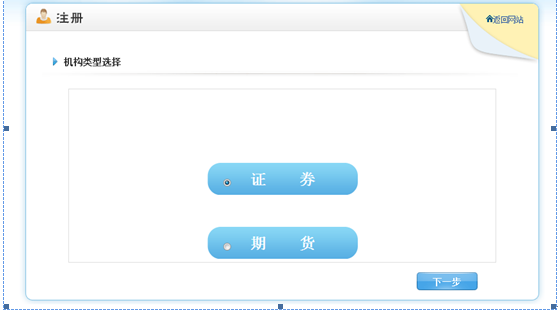 注册
返回网站
机构类型选择
证 券
期 货
下一步